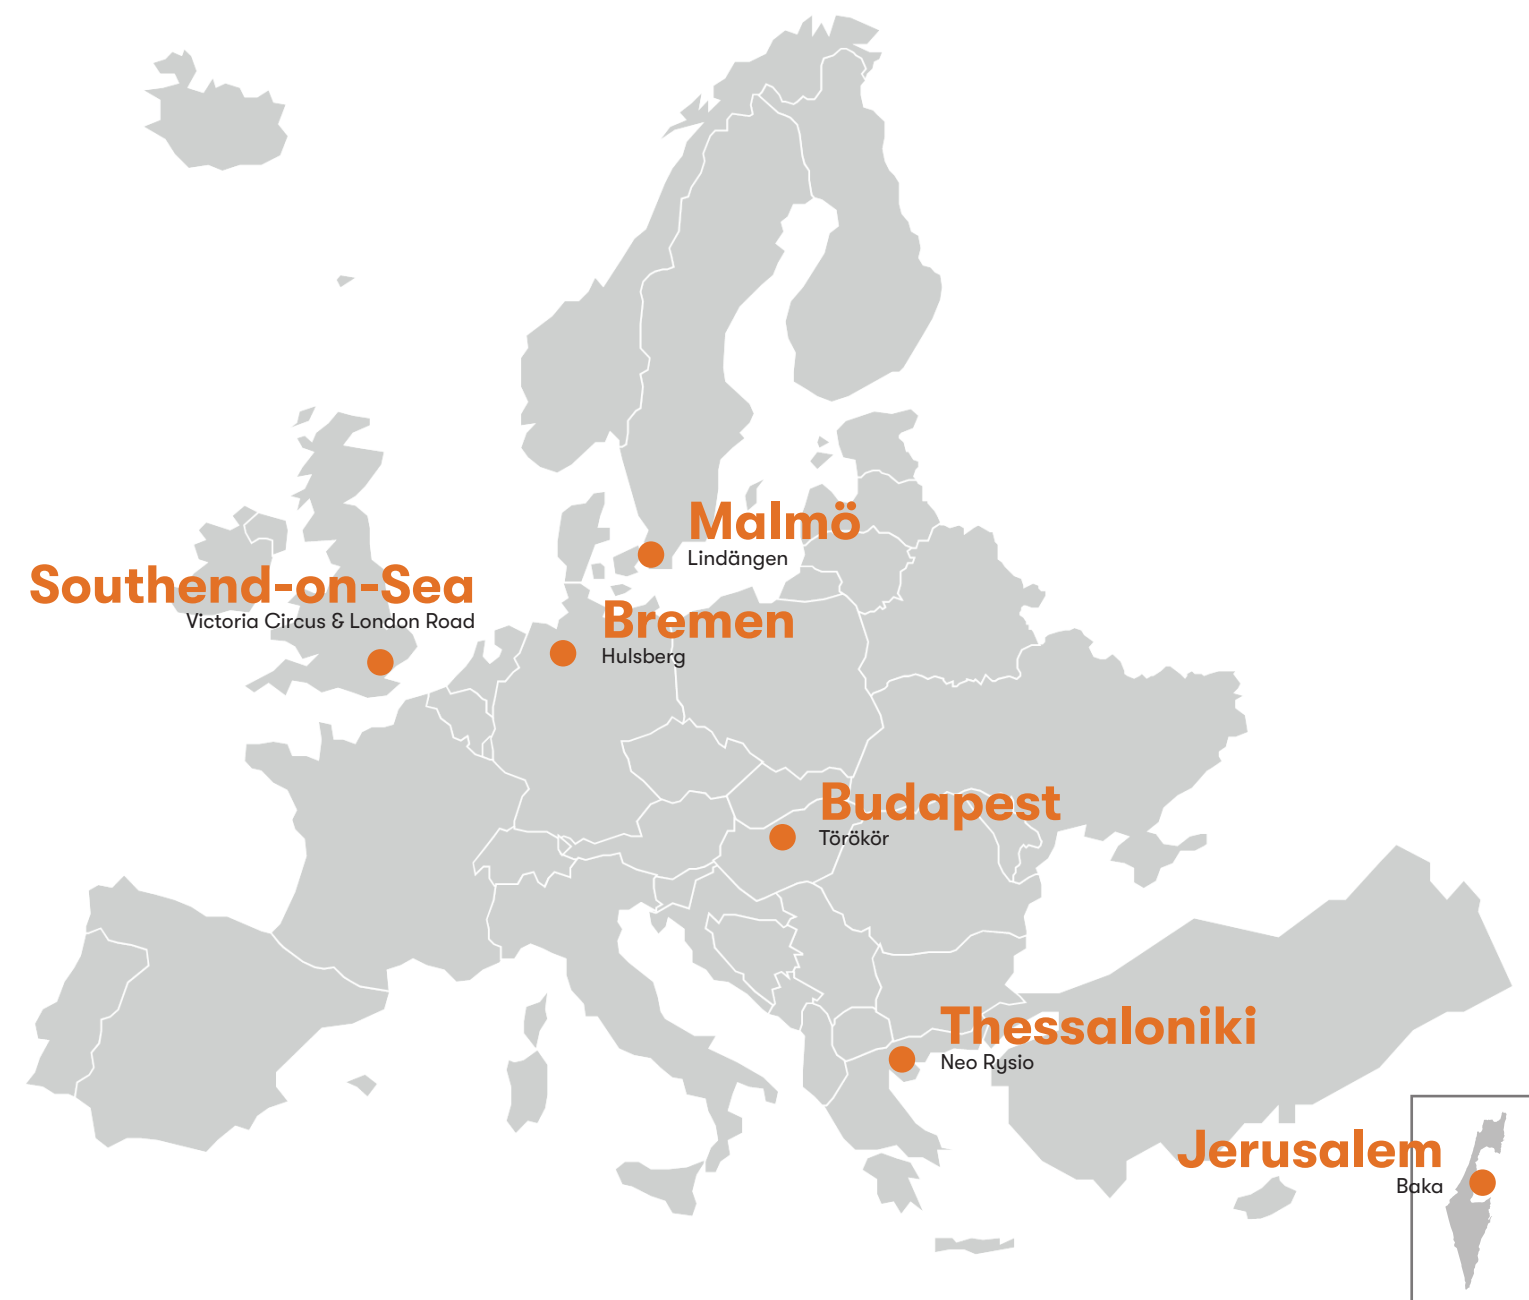 Malmö
Lindängen
Southend-on-Sea
Victoria Circus & London Road
Bremen
Hulsberg
Budapest
Törökör
Thessaloniki
Neo Rysio
Jerusalem
Baka